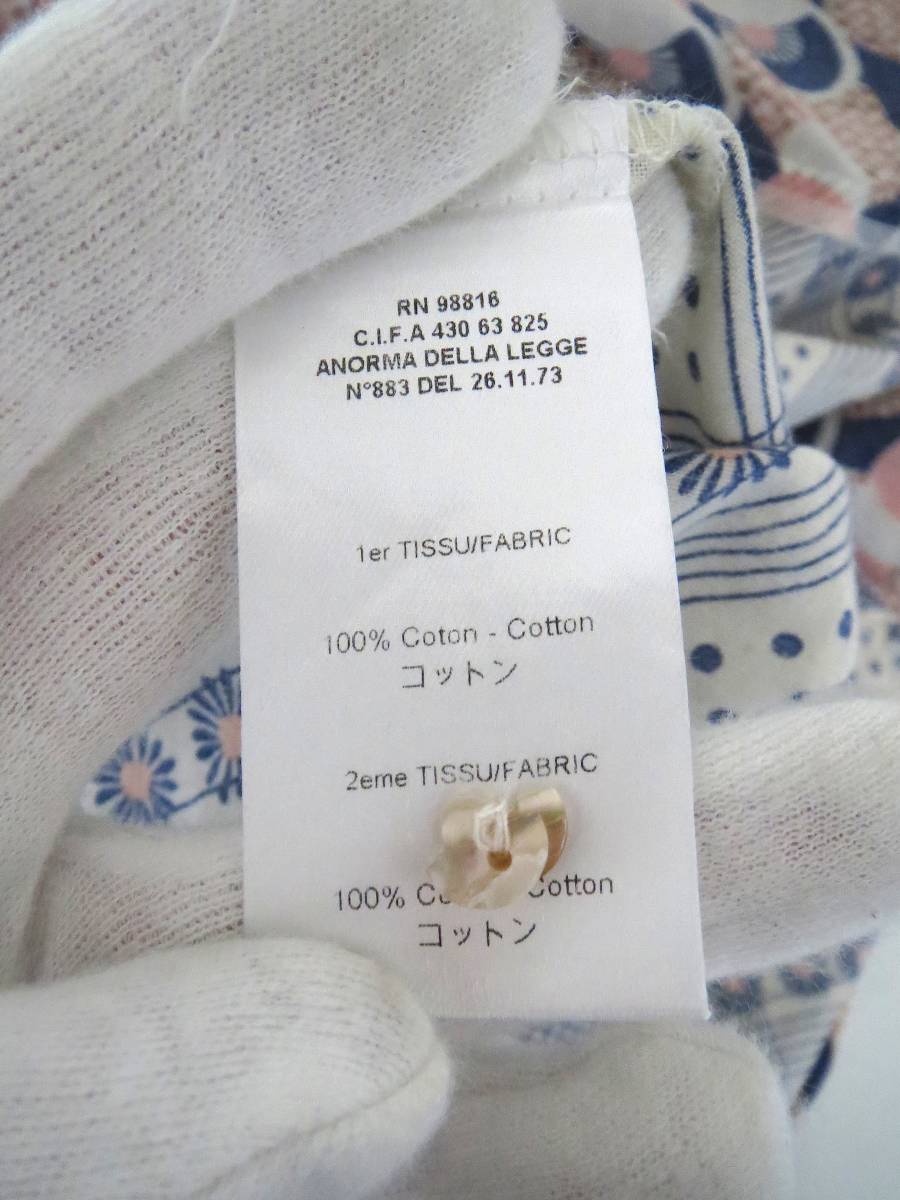 RN 98816
C.I.F.A 430 63 825
ANORMA DELLA LEGGE
N°883 DEL 26.11.73
1er TISSU/FABRIC
100% Coton - Cotton
コットン
2eme TISSU/FABRIC
100% Cotton
コットン